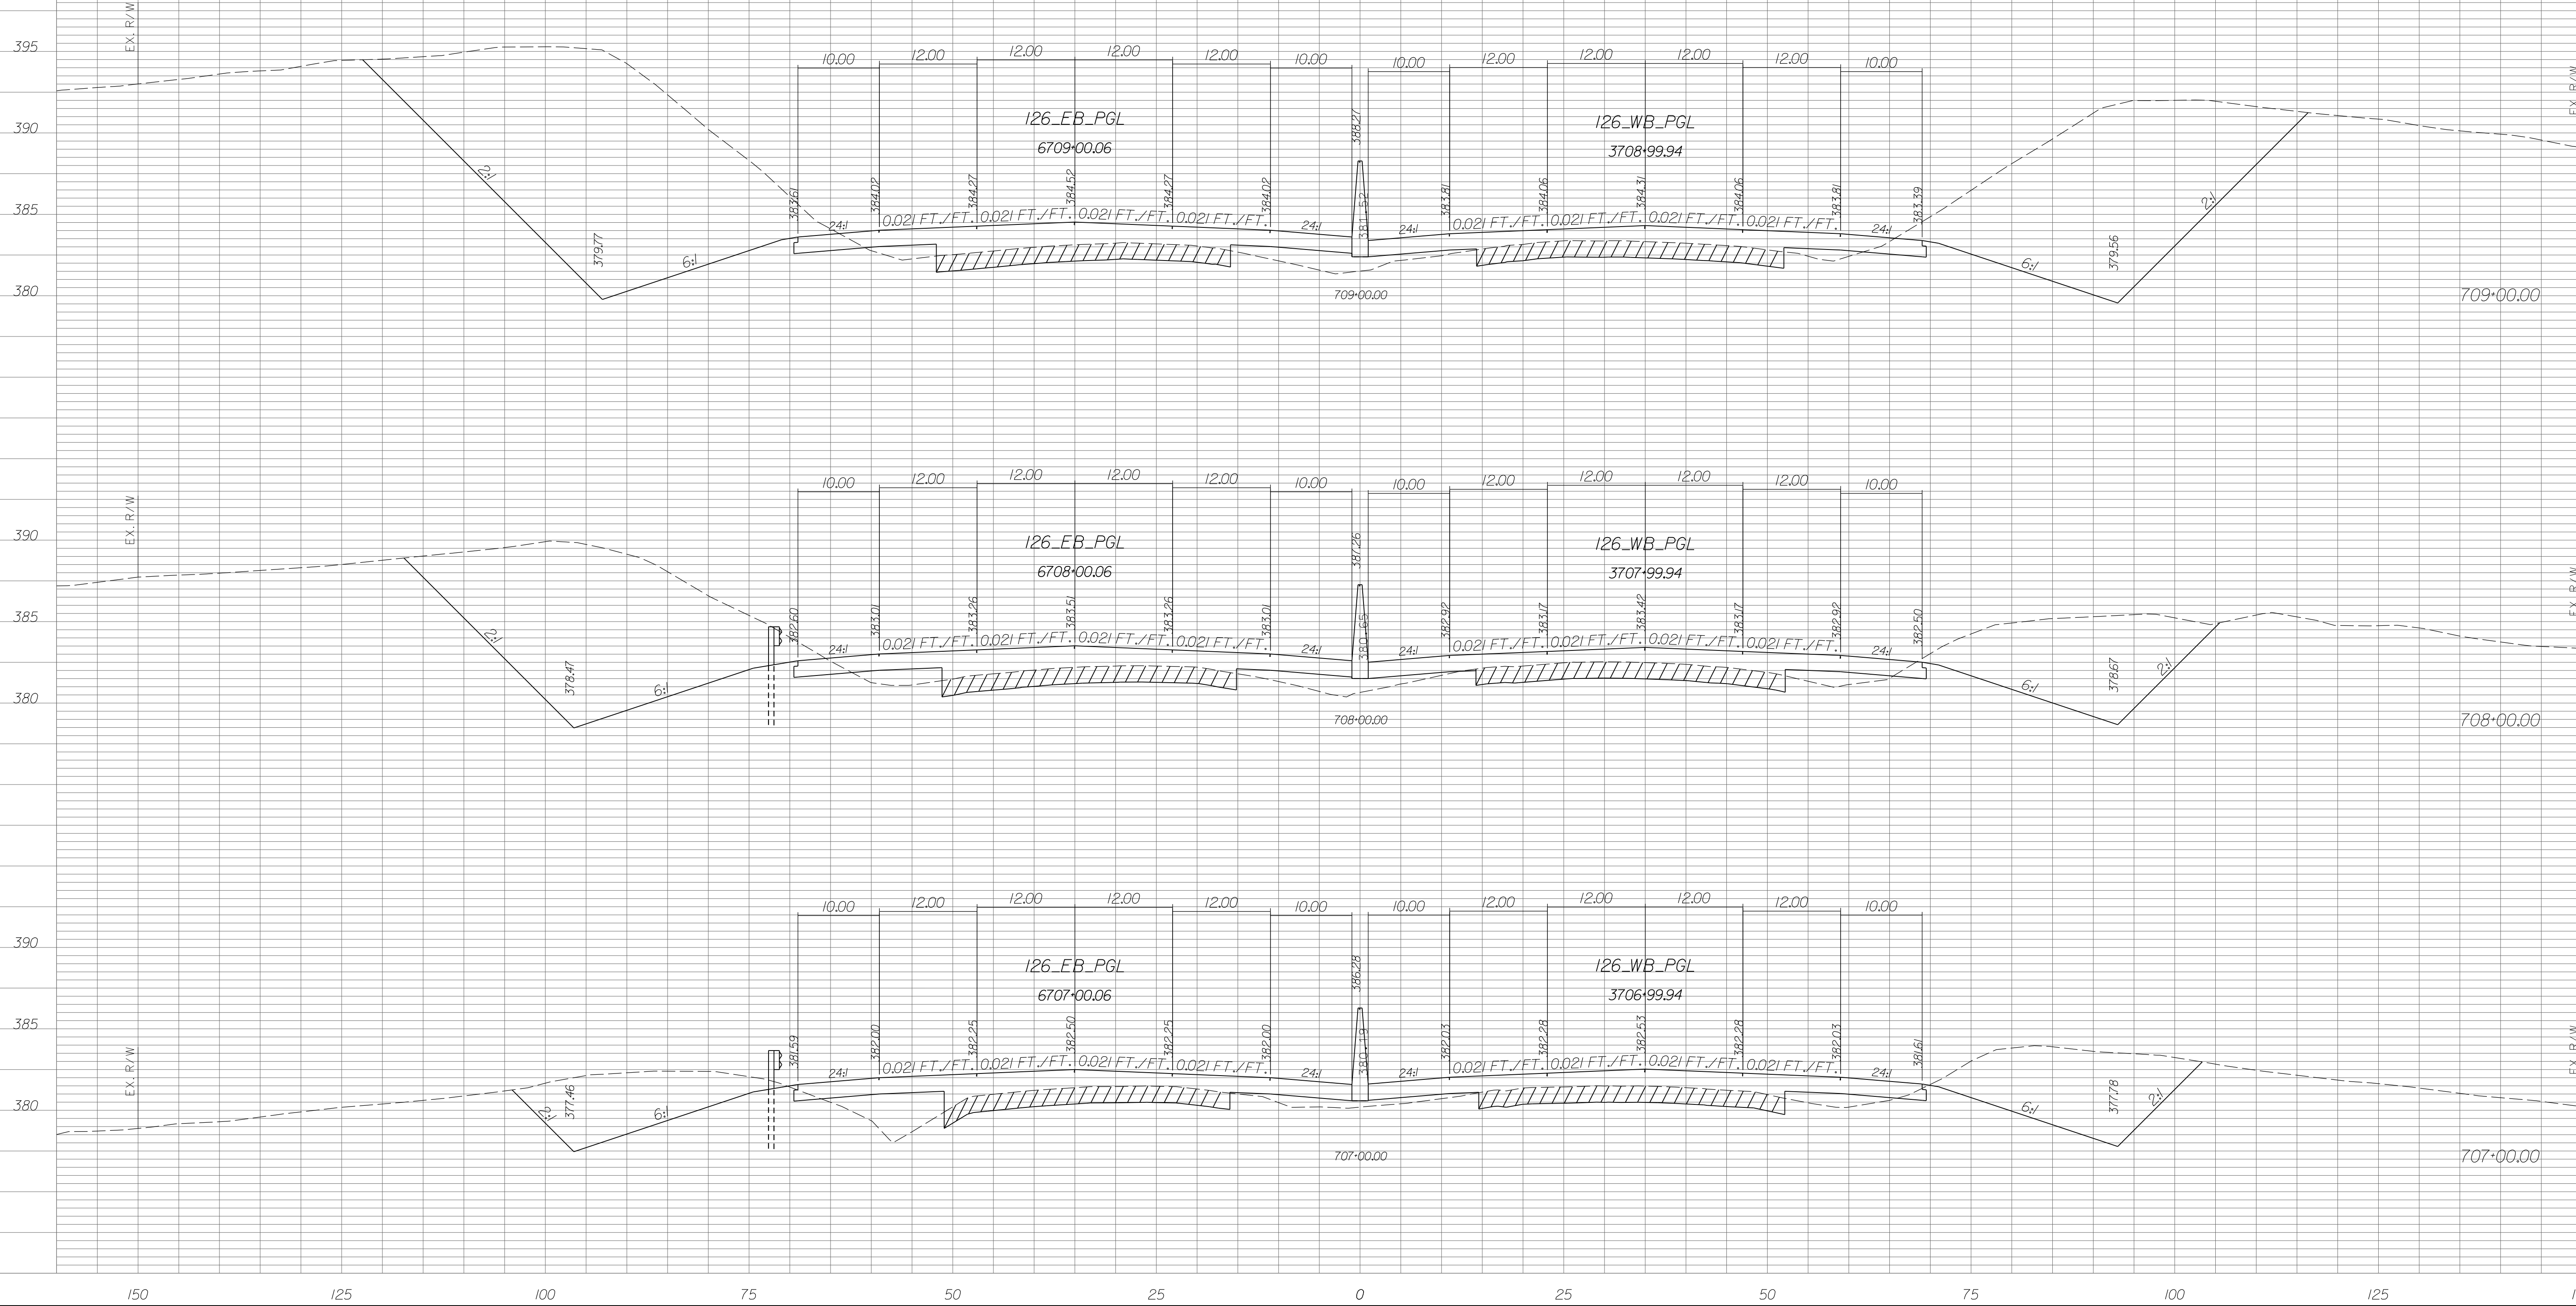 EX. R/W
EX. R/W
395
390
385
380
10.00 12.00 12.00 12.00 12.00 10.00 10.00 12.00 12.00 12.00 12.00 10.00
126_EB_PGL
6709+00.06
126_WB_PGL
3708+99.94
388.27
383.61 384.02 384.27 384.52 384.27 384.02 381.52 383.81 384.06 384.31 384.06 383.81 383.39
24:1 0.021 FT./FT. 0.021 FT./FT. 0.021 FT./FT. 0.021 FT./FT. 24:1 24:1 0.021 FT./FT. 0.021 FT./FT. 0.021 FT./FT. 0.021 FT./FT. 24:1
2:1 379.77 6:1 6:1 379.56 2:1
709+00.00
709+00.00
EX. R/W
EX. R/W
390
385
380
10.00 12.00 12.00 12.00 12.00 10.00 10.00 12.00 12.00 12.00 12.00 10.00
126_EB_PGL
6708+00.06
126_WB_PGL
3707+99.94
387.26
382.60 383.01 383.26 383.51 383.26 383.01 380.65 382.92 383.17 383.42 383.17 382.92 382.50
24:1 0.021 FT./FT. 0.021 FT./FT. 0.021 FT./FT. 0.021 FT./FT. 24:1 24:1 0.021 FT./FT. 0.021 FT./FT. 0.021 FT./FT. 0.021 FT./FT. 24:1
2:1 378.47 6:1 6:1 378.67 2:1
708+00.00
708+00.00
EX. R/W
EX. R/W
390
385
380
10.00 12.00 12.00 12.00 12.00 10.00 10.00 12.00 12.00 12.00 12.00 10.00
126_EB_PGL
6707+00.06
126_WB_PGL
3706+99.94
386.28
381.59 382.00 382.25 382.50 382.25 382.00 380.19 382.03 382.28 382.53 382.28 382.03 381.61
24:1 0.021 FT./FT. 0.021 FT./FT. 0.021 FT./FT. 0.021 FT./FT. 24:1 24:1 0.021 FT./FT. 0.021 FT./FT. 0.021 FT./FT. 0.021 FT./FT. 24:1
2:1 377.46 6:1 6:1 377.78 2:1
707+00.00
707+00.00
150 125 100 75 50 25 0 25 50 75 100 125